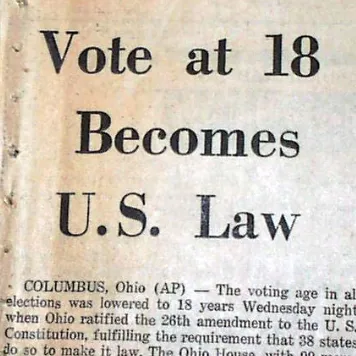 Vote at 18
Becomes
U.S. Law
COLUMBUS, Ohio (AP) — The voting age in all
elections was lowered to 18 years Wednesday night
when Ohio ratified the 26th amendment to the U. S.
Constitution, fulfilling the requirement that 38 states
do so to make it law. The Ohio House, with